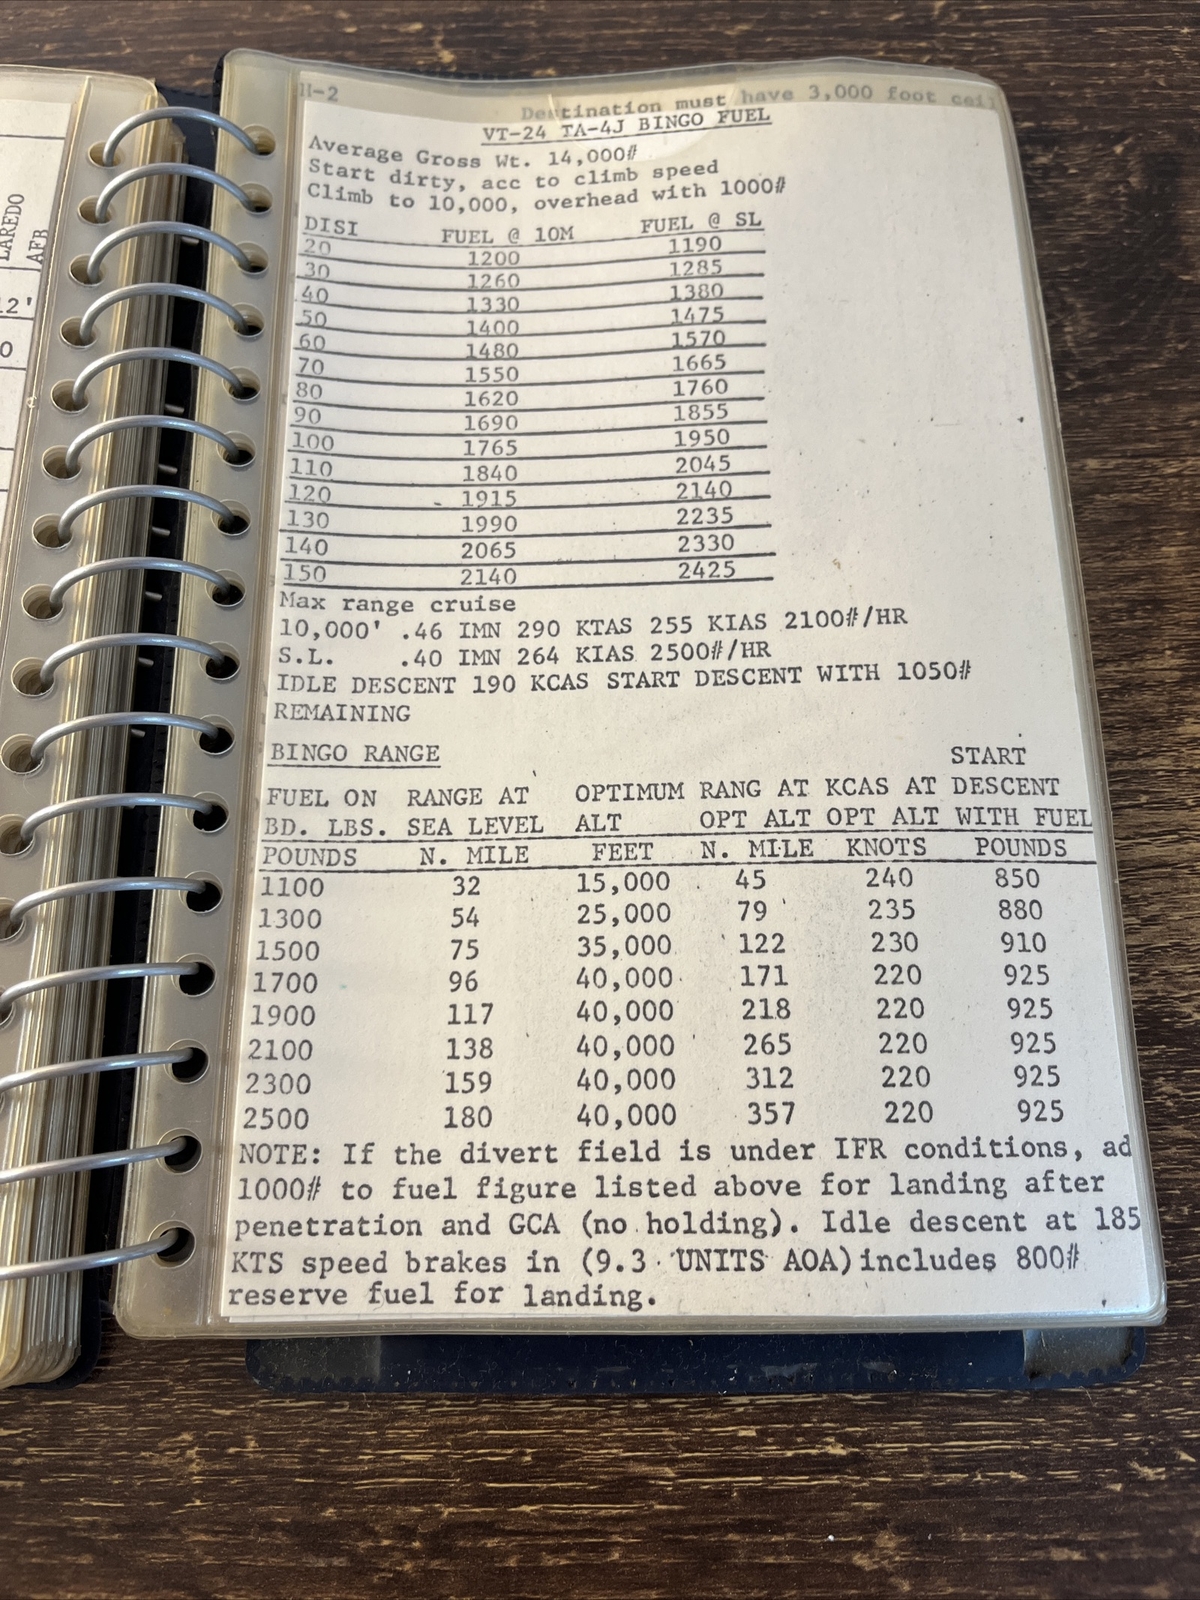 LAREDO
AFB
12'
0
II-2
Destination must have 3,000 foot ceil
VT-24 TA-4J BINGO FUEL
Average Gross Wt. 14,000#
Start dirty, acc to climb speed
Climb to 10,000, overhead with 1000#
DIST FUEL @ 10M FUEL @ SL
20 1200 1190
30 1260 1285
40 1330 1380
50 1400 1475
60 1480 1570
70 1550 1665
80 1620 1760
90 1690 1855
100 1765 1950
110 1840 2045
120 1915 2140
130 1990 2235
140 2065 2330
150 2140 2425
Max range cruise
10,000' .46 IMN 290 KTAS 255 KIAS 2100#/HR
S.L. .40 IMN 264 KIAS 2500#/HR
IDLE DESCENT 190 KCAS START DESCENT WITH 1050#
REMAINING
BINGO RANGE START
FUEL ON RANGE AT OPTIMUM RANG AT KCAS AT DESCENT
BD. LBS. SEA LEVEL ALT OPT ALT OPT ALT WITH FUEL
POUNDS N. MILE FEET N. MILE KNOTS POUNDS
1100 32 15,000 45 240 850
1300 54 25,000 79 235 880
1500 75 35,000 122 230 910
1700 96 40,000 171 220 925
1900 117 40,000 218 220 925
2100 138 40,000 265 220 925
2300 159 40,000 312 220 925
2500 180 40,000 357 220 925
NOTE: If the divert field is under IFR conditions, ad
1000# to fuel figure listed above for landing after
penetration and GCA (no holding). Idle descent at 185
KTS speed brakes in (9.3 UNITS AOA) includes 800#
reserve fuel for landing.